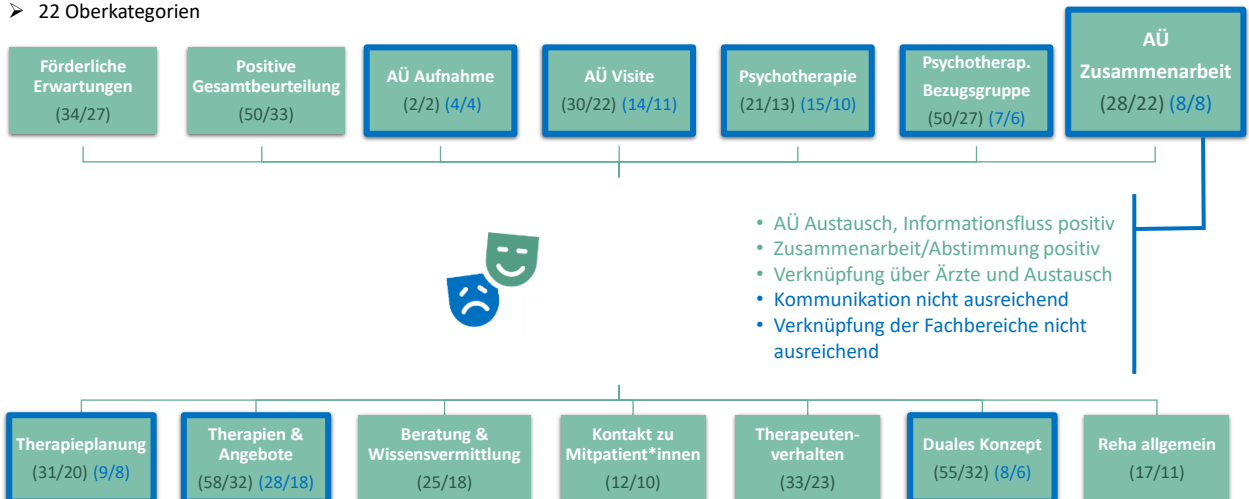 ➢ 22 Oberkategorien
Förderliche
Erwartungen
(34/27)
Positive
Gesamtbeurteilung
(50/33)
AÜ Aufnahme
(2/2) (4/4)
AÜ Visite
(30/22) (14/11)
Psychotherapie
(21/13) (15/10)
Psychotherap.
Bezugsgruppe
(50/27) (7/6)
AÜ
Zusammenarbeit
(28/22) (8/8)
• AÜ Austausch, Informationsfluss positiv
• Zusammenarbeit/Abstimmung positiv
• Verknüpfung über Ärzte und Austausch
• Kommunikation nicht ausreichend
• Verknüpfung der Fachbereiche nicht
ausreichend
Therapieplanung
(31/20) (9/8)
Therapien &
Angebote
(58/32) (28/18)
Beratung &
Wissensvermittlung
(25/18)
Kontakt zu
Mitpatient*innen
(12/10)
Therapeuten-
verhalten
(33/23)
Duales Konzept
(55/32) (8/6)
Reha allgemein
(17/11)